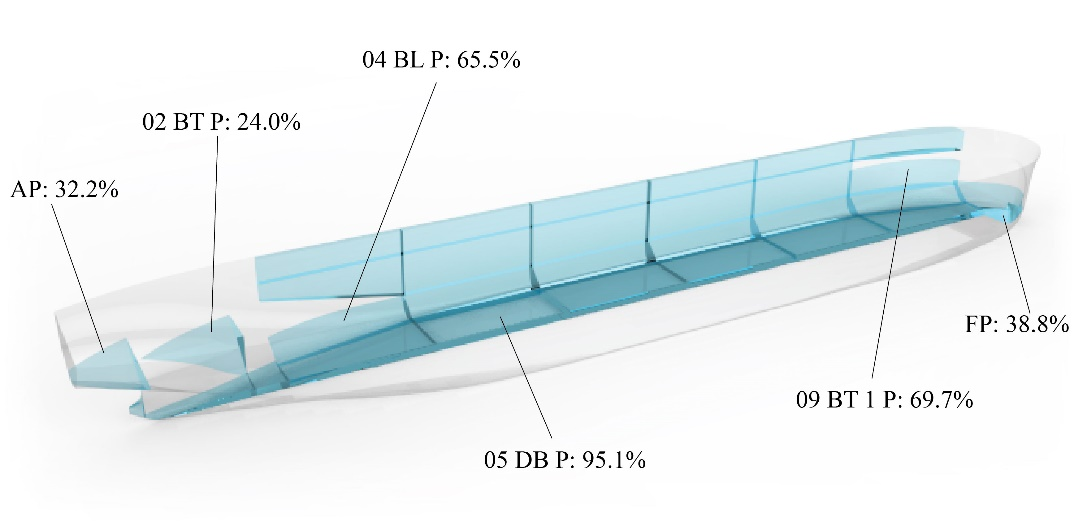 04 BL P: 65.5%
02 BT P: 24.0%
AP: 32.2%
FP: 38.8%
09 BT 1 P: 69.7%
05 DB P: 95.1%